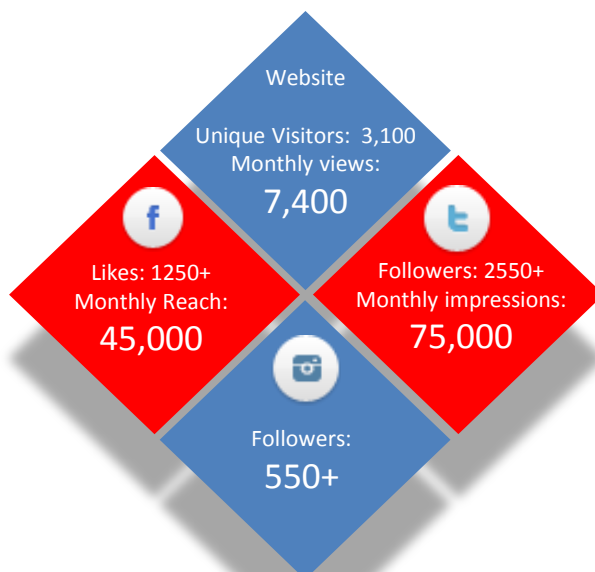 Website
Unique Visitors: 3,100
Monthly views:
7,400
f
Likes: 1250+
Monthly Reach:
45,000
t
Followers: 2550+
Monthly impressions:
75,000
Followers:
550+